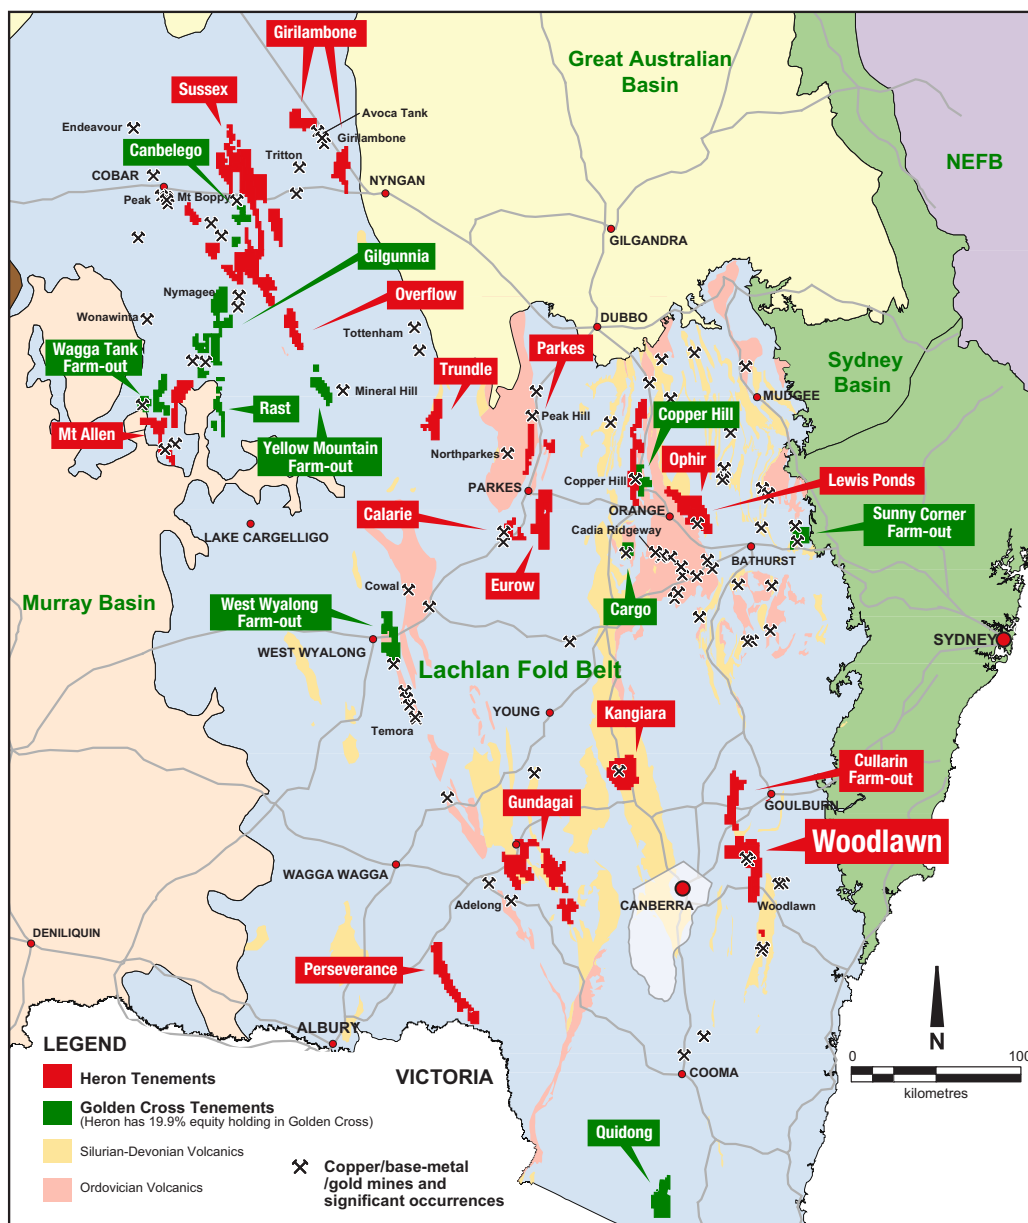 Girilambone
Great Australian
Basin
Sussex
Avoca Tank
Endeavour
Girilambone
Canbelego
Tritton
NEFB
COBAR
Mt Boppy
Peak
NYNGAN
GILGANDRA
Gilgunnia
Nymagee
Overflow
Wonawinta
Tottenham
DUBBO
Wagga Tank
Farm-out
Parkes
Sydney
Basin
Trundle
Mineral Hill
MUDGEE
Rast
Peak Hill
Copper Hill
Mt Allen
Yellow Mountain
Farm-out
Northparkes
Ophir
Copper Hill
Lewis Ponds
PARKES
Calarie
ORANGE
Sunny Corner
Farm-out
LAKE CARGELLIGO
Cadia Ridgeway
BATHURST
Eurow
Cowal
Murray Basin
West Wyalong
Farm-out
Cargo
WEST WYALONG
SYDNEY
Lachlan Fold Belt
YOUNG
Kangiara
Temora
Cullarin
Farm-out
Gundagai
GOULBURN
Woodlawn
WAGGA WAGGA
CANBERRA
Woodlawn
Adelong
DENILIQUIN
Perseverance
ALBURY
LEGEND
Heron Tenements
Golden Cross Tenements
(Heron has 19.9% equity holding in Golden Cross)
Silurian-Devonian Volcanics
Ordovician Volcanics
Copper/base-metal
/gold mines and
significant occurrences
VICTORIA
COOMA
Quidong
N
0 100
kilometres